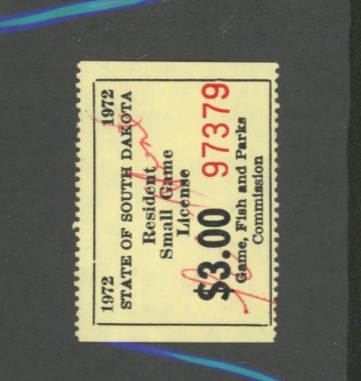 1972 1972
STATE OF SOUTH DAKOTA
Resident
Small Game
License
$3.00 97379
Game, Fish and Parks
Commission